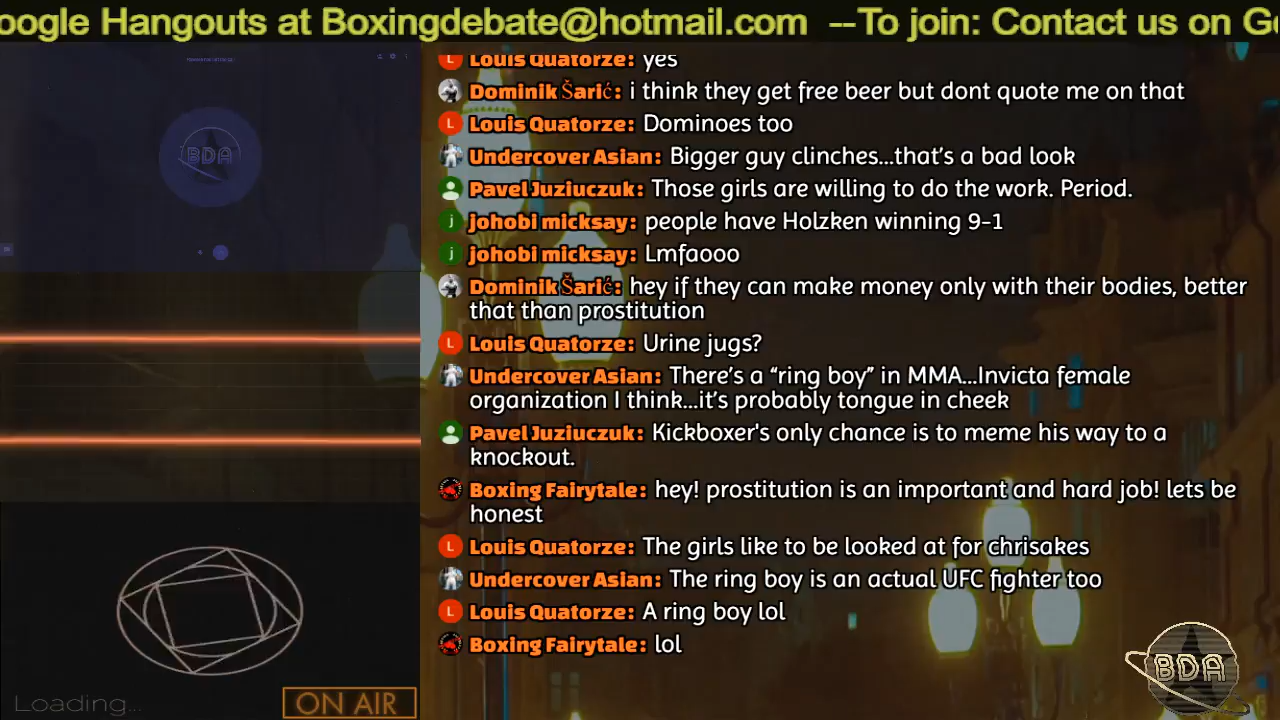 oogle Hangouts at Boxingdebate@hotmail.com --To join: Contact us on G
BDA
Louis Quatorze: yes
Dominik Šarić: i think they get free beer but dont quote me on that
Louis Quatorze: Dominoes too
Undercover Asian: Bigger guy clinches...that’s a bad look
Pavel Juziuczuk: Those girls are willing to do the work. Period.
johobi micksay: people have Holzken winning 9-1
johobi micksay: Lmfaooo
Dominik Šarić: hey if they can make money only with their bodies, better
that than prostitution
Louis Quatorze: Urine jugs?
Undercover Asian: There’s a “ring boy” in MMA...Invicta female
organization I think...it’s probably tongue in cheek
Pavel Juziuczuk: Kickboxer's only chance is to meme his way to a
knockout.
Boxing Fairytale: hey! prostitution is an important and hard job! lets be
honest
Louis Quatorze: The girls like to be looked at for chrisakes
Undercover Asian: The ring boy is an actual UFC fighter too
Louis Quatorze: A ring boy lol
Boxing Fairytale: lol
Loading...
ON AIR
BDA